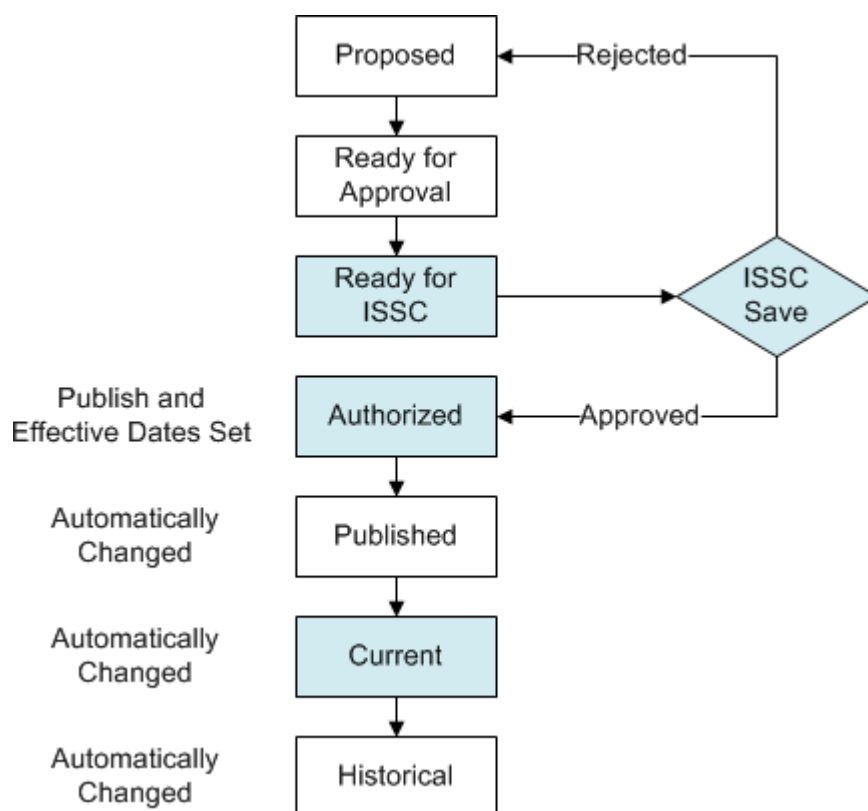 Proposed
Rejected
Ready for
Approval
Ready for
ISSC
ISSC
Save
Publish and
Effective Dates Set
Authorized
Approved
Automatically
Changed
Published
Automatically
Changed
Current
Automatically
Changed
Historical